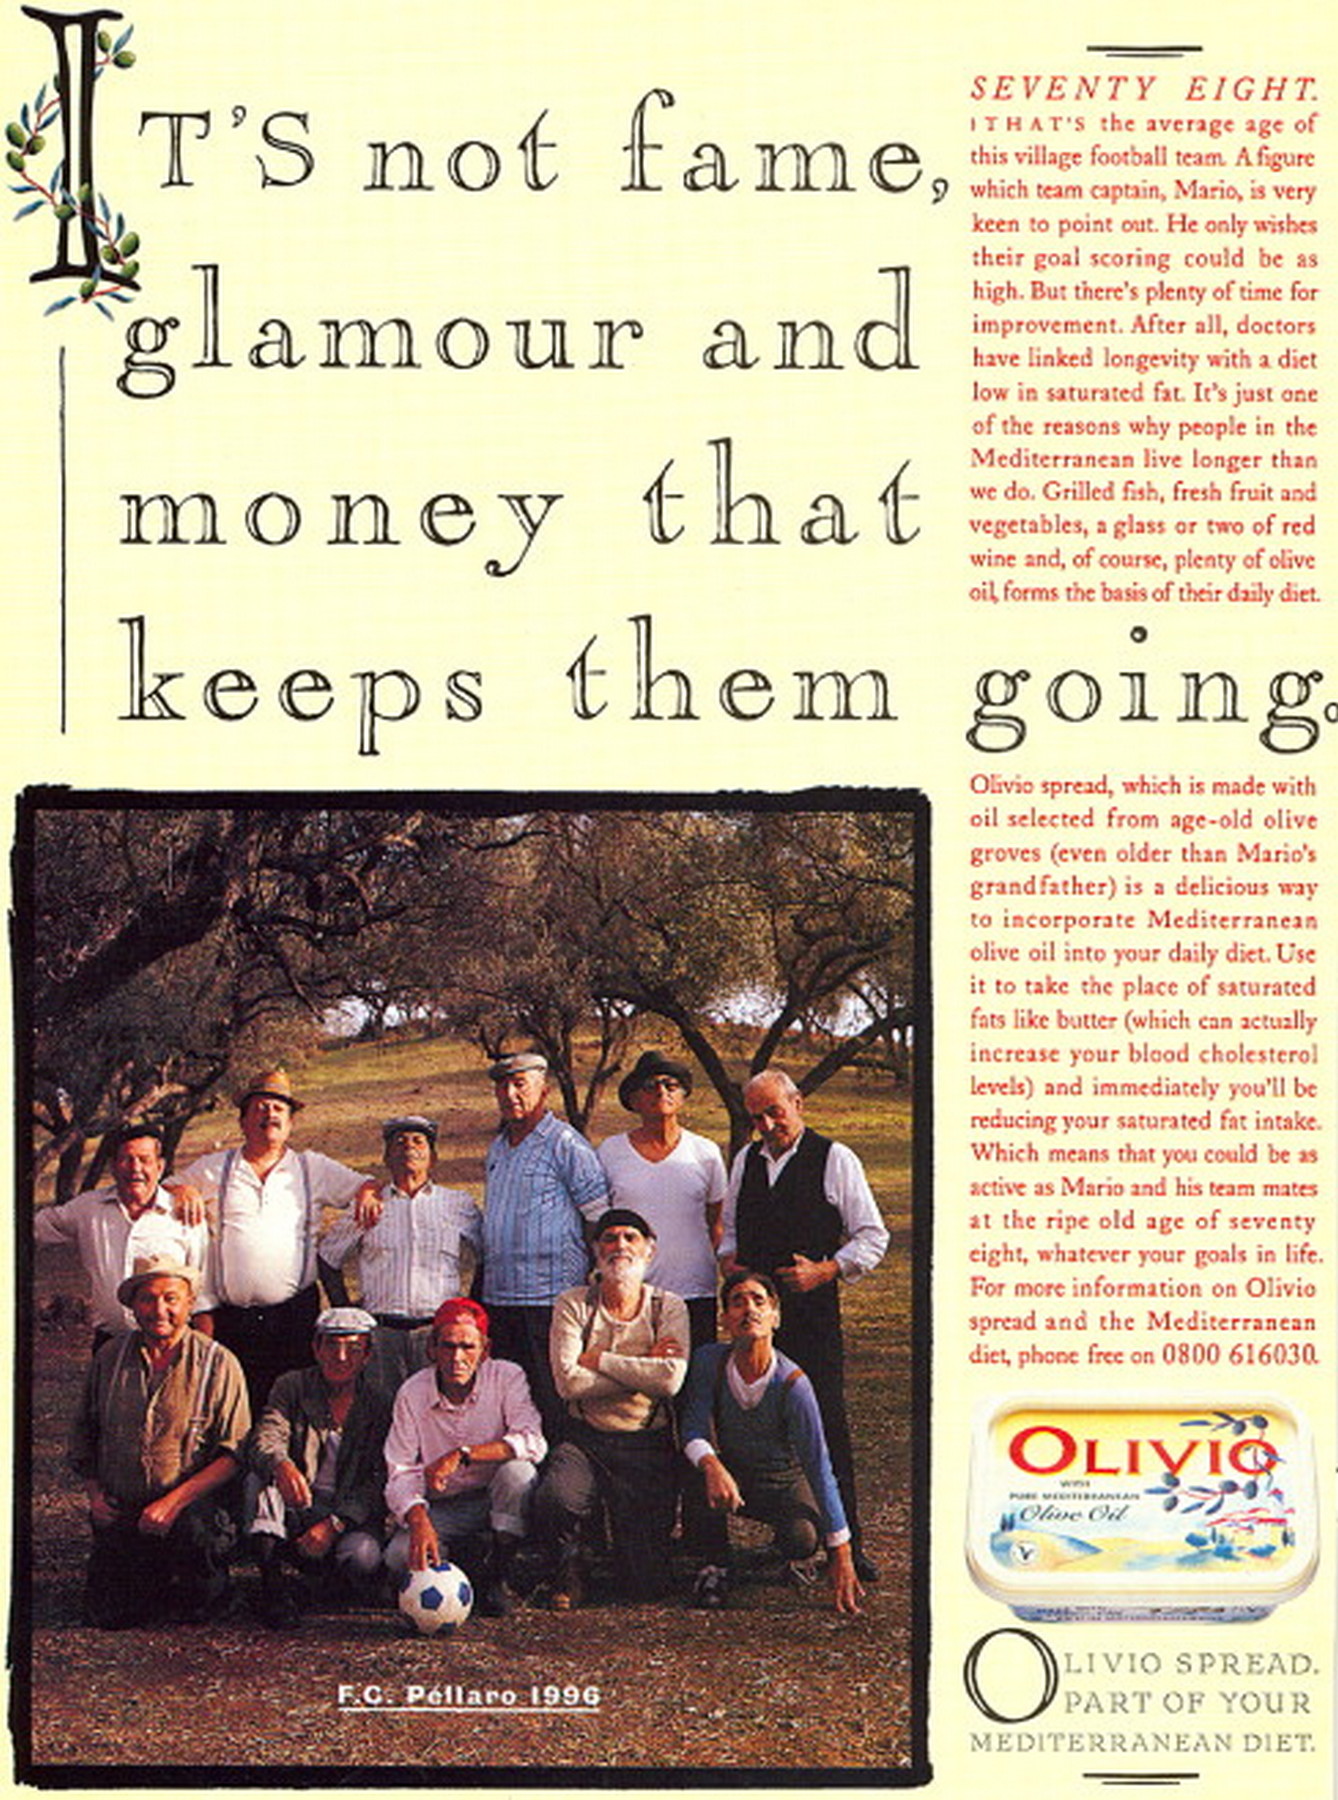 IT'S not fame,
glamour and
money that
keeps them going.
SEVENTY EIGHT.
THAT'S the average age of
this village football team. A figure
which team captain, Mario, is very
keen to point out. He only wishes
their goal scoring could be as
high. But there's plenty of time for
improvement. After all, doctors
have linked longevity with a diet
low in saturated fat. It's just one
of the reasons why people in the
Mediterranean live longer than
we do. Grilled fish, fresh fruit and
vegetables, a glass or two of red
wine and, of course, plenty of olive
oil, forms the basis of their daily diet.
Olivio spread, which is made with
oil selected from age-old olive
groves (even older than Mario's
grandfather) is a delicious way
to incorporate Mediterranean
olive oil into your daily diet. Use
it to take the place of saturated
fats like butter (which can actually
increase your blood cholesterol
levels) and immediately you'll be
reducing your saturated fat intake.
Which means that you could be as
active as Mario and his team mates
at the ripe old age of seventy
eight, whatever your goals in life.
For more information on Olivio
spread and the Mediterranean
diet, phone free on 0800 616030.
F.C. Pellaro 1996
OLIVIO
WITH
PURE MEDITERRANEAN
Olive Oil
OLIVIO SPREAD.
PART OF YOUR
MEDITERRANEAN DIET.